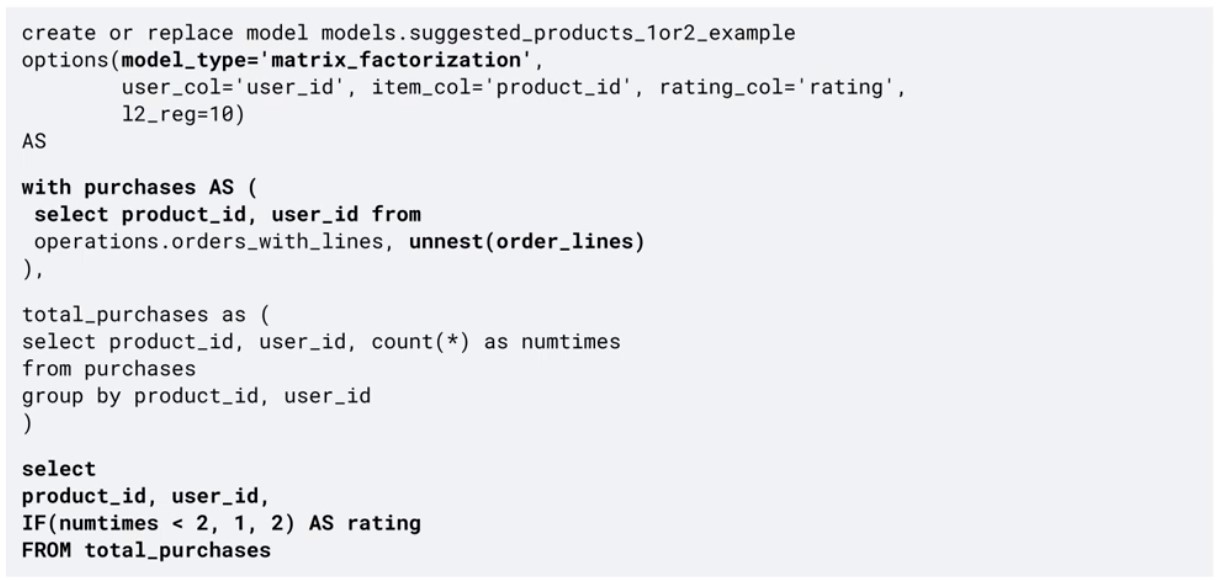 create or replace model models.suggested_products_1or2_example
options(model_type='matrix_factorization',
        user_col='user_id', item_col='product_id', rating_col='rating',
        l2_reg=10)
AS
with purchases AS (
 select product_id, user_id from
 operations.orders_with_lines, unnest(order_lines)
),
total_purchases as (
select product_id, user_id, count(*) as numtimes
from purchases
group by product_id, user_id
)
select
product_id, user_id,
IF(numtimes < 2, 1, 2) AS rating
FROM total_purchases